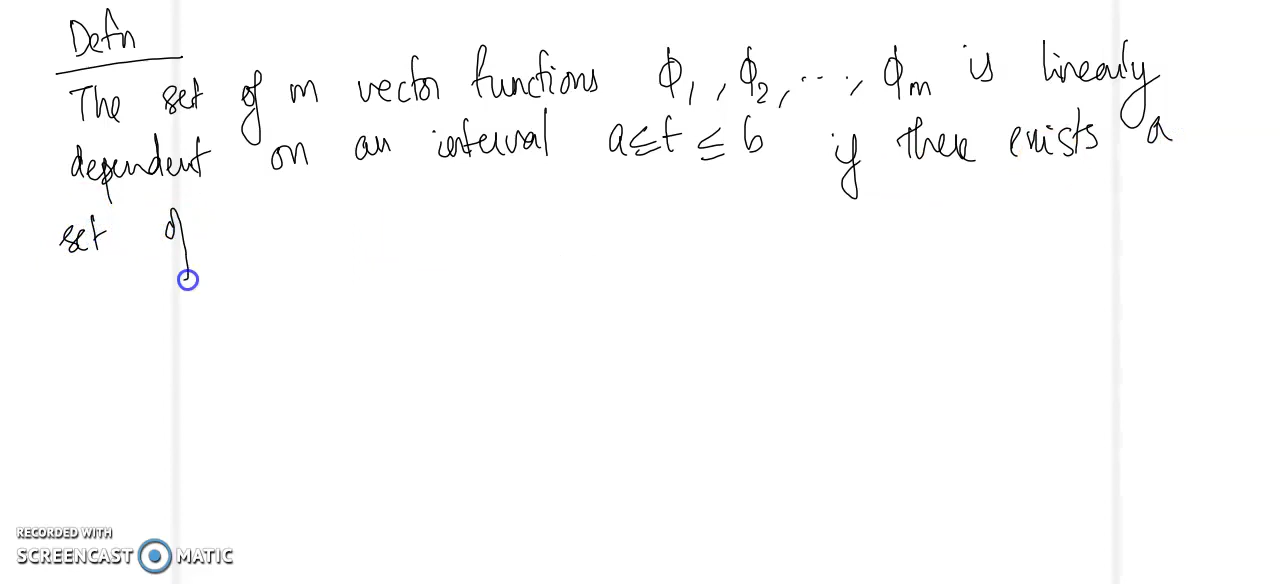 Defn
The set of m vector functions ϕ₁, ϕ₂, ..., ϕₘ is linearly
dependent on an interval a≤t≤b if there exists a
set of
RECORDED WITH
SCREENCAST MATIC